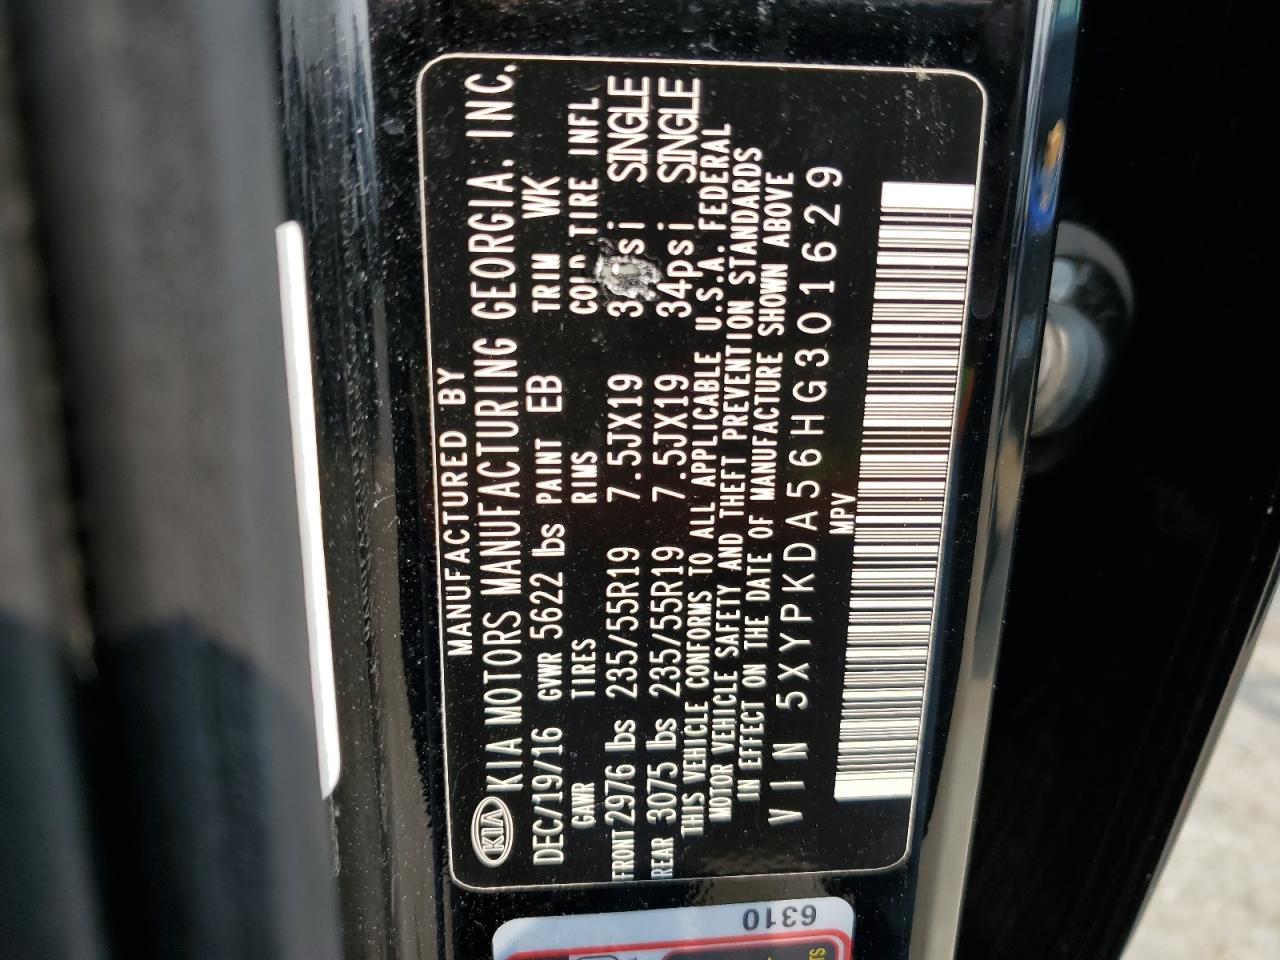 MANUFACTURED BY
KIA KIA MOTORS MANUFACTURING GEORGIA, INC.
DEC/19/16 GVWR 5622 lbs PAINT EB TRIM WK
GAWR TIRES RIMS COLD TIRE INFL
FRONT 2976 lbs 235/55R19 7.5JX19 SINGLE
REAR 3075 lbs 235/55R19 7.5JX19 34psi SINGLE
THIS VEHICLE CONFORMS TO ALL APPLICABLE U.S.A. FEDERAL
MOTOR VEHICLE SAFETY AND THEFT PREVENTION STANDARDS
IN EFFECT ON THE DATE OF MANUFACTURE SHOWN ABOVE
VIN 5XYPKDA56HG301629
MPV
6310